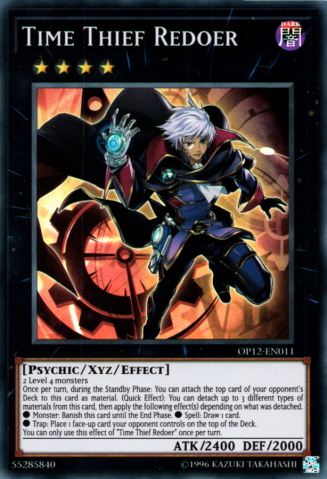 TIME THIEF REDOER
DARK
闇
OP12-EN011
[PSYCHIC/XYZ/EFFECT]
2 Level 4 monsters
Once per turn, during the Standby Phase: You can attach the top card of your opponent's
Deck to this card as material. (Quick Effect): You can detach up to 3 different types of
materials from this card, then apply the following effect(s) depending on what was detached.
● Monster: Banish this card until the End Phase. ● Spell: Draw 1 card.
● Trap: Place 1 face-up card your opponent controls on the top of the Deck.
You can only use this effect of "Time Thief Redoer" once per turn.
ATK/2400 DEF/2000
55285840
©1996 KAZUKI TAKAHASHI